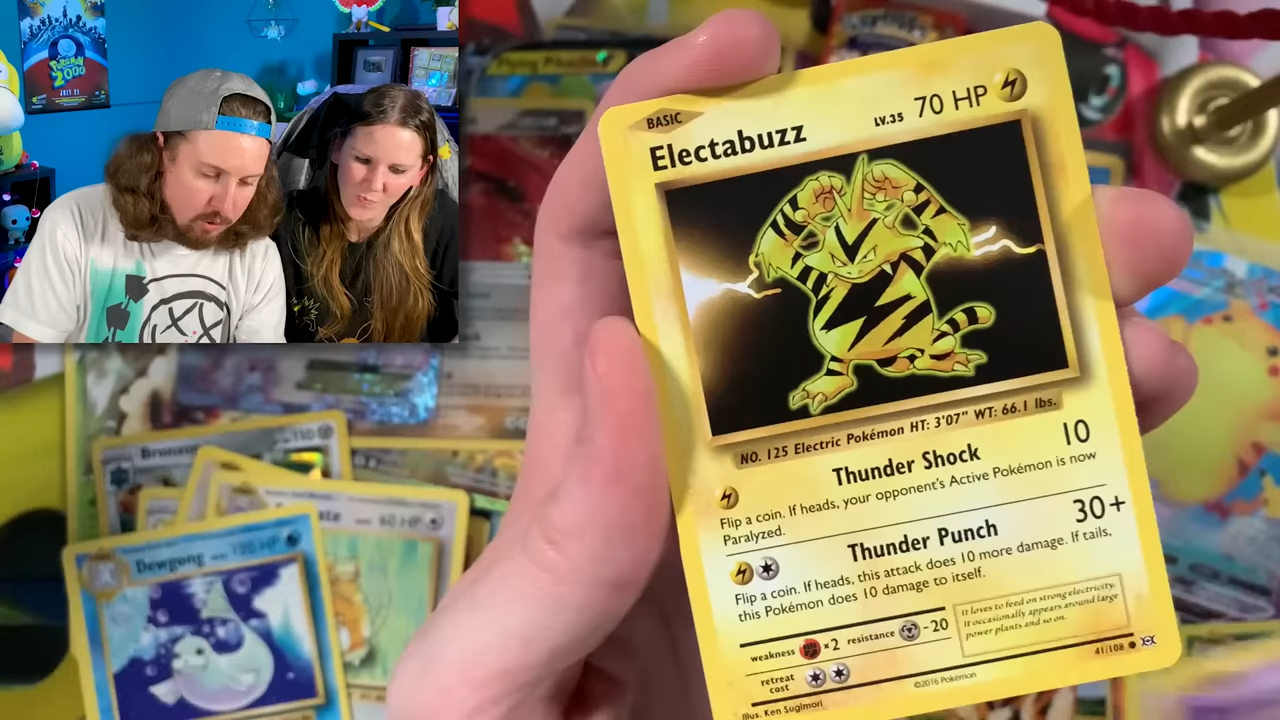 POKéMON
2000
JULY 21
Flying Pikachu
BASIC
Electabuzz
LV.35 70 HP
NO. 125 Electric Pokémon HT: 3'07" WT: 66.1 lbs.
Thunder Shock 10
Flip a coin. If heads, your opponent's Active Pokémon is now
Paralyzed.
Thunder Punch 30+
Flip a coin. If heads, this attack does 10 more damage. If tails,
this Pokémon does 10 damage to itself.
weakness ×2 resistance -20
It loves to feed on strong electricity.
It occasionally appears around large
power plants and so on.
retreat
cost
41/108
Illus. Ken Sugimori
©2016 Pokémon
110
60 HP
Dewgong
120 HP